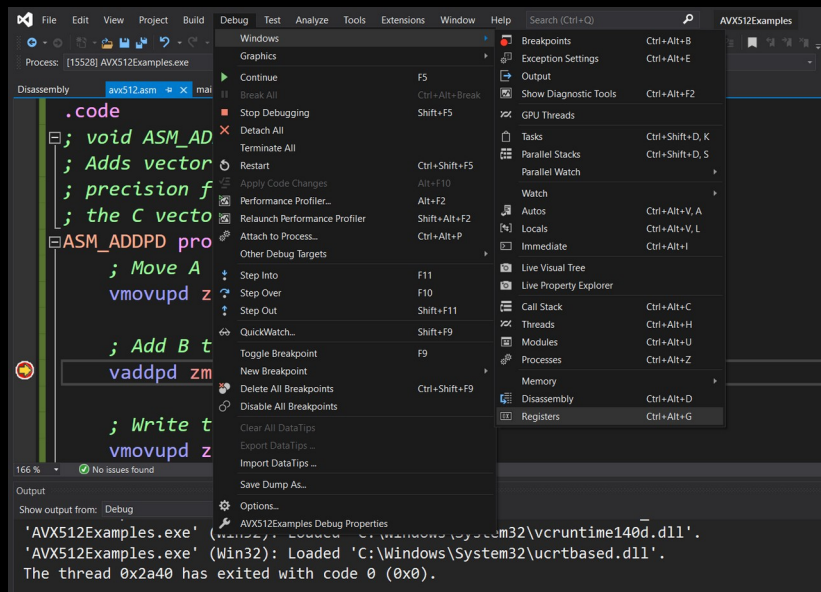 File Edit View Project Build Debug Test Analyze Tools Extensions Window Help Search (Ctrl+Q) AVX512Examples
Process: [15528] AVX512Examples.exe
Disassembly avx512.asm mai
.code
; void ASM_AD
; Adds vector
; precision f
; the C vecto
ASM_ADDPD pro
; Move A
vmovupd z
; Add B t
vaddpd zm
; Write t
vmovupd z
166 % No issues found
Windows
Graphics
Continue F5
Break All Ctrl+Alt+Break
Stop Debugging Shift+F5
Detach All
Terminate All
Restart Ctrl+Shift+F5
Apply Code Changes Alt+F10
Performance Profiler... Alt+F2
Relaunch Performance Profiler Shift+Alt+F2
Attach to Process... Ctrl+Alt+P
Other Debug Targets
Step Into F11
Step Over F10
Step Out Shift+F11
QuickWatch... Shift+F9
Toggle Breakpoint F9
New Breakpoint
Delete All Breakpoints Ctrl+Shift+F9
Disable All Breakpoints
Clear All DataTips
Export DataTips ...
Import DataTips ...
Save Dump As...
Options...
AVX512Examples Debug Properties
Breakpoints Ctrl+Alt+B
Exception Settings Ctrl+Alt+E
Output
Show Diagnostic Tools Ctrl+Alt+F2
GPU Threads
Tasks Ctrl+Shift+D, K
Parallel Stacks Ctrl+Shift+D, S
Parallel Watch
Watch
Autos Ctrl+Alt+V, A
Locals Ctrl+Alt+V, L
Immediate Ctrl+Alt+I
Live Visual Tree
Live Property Explorer
Call Stack Ctrl+Alt+C
Threads Ctrl+Alt+H
Modules Ctrl+Alt+U
Processes Ctrl+Alt+Z
Memory
Disassembly Ctrl+Alt+D
Registers Ctrl+Alt+G
Output
Show output from: Debug
'AVX512Examples.exe' (Win32): Loaded 'C:\Windows\System32\vcruntime140d.dll'.
'AVX512Examples.exe' (Win32): Loaded 'C:\Windows\System32\ucrtbased.dll'.
The thread 0x2a40 has exited with code 0 (0x0).